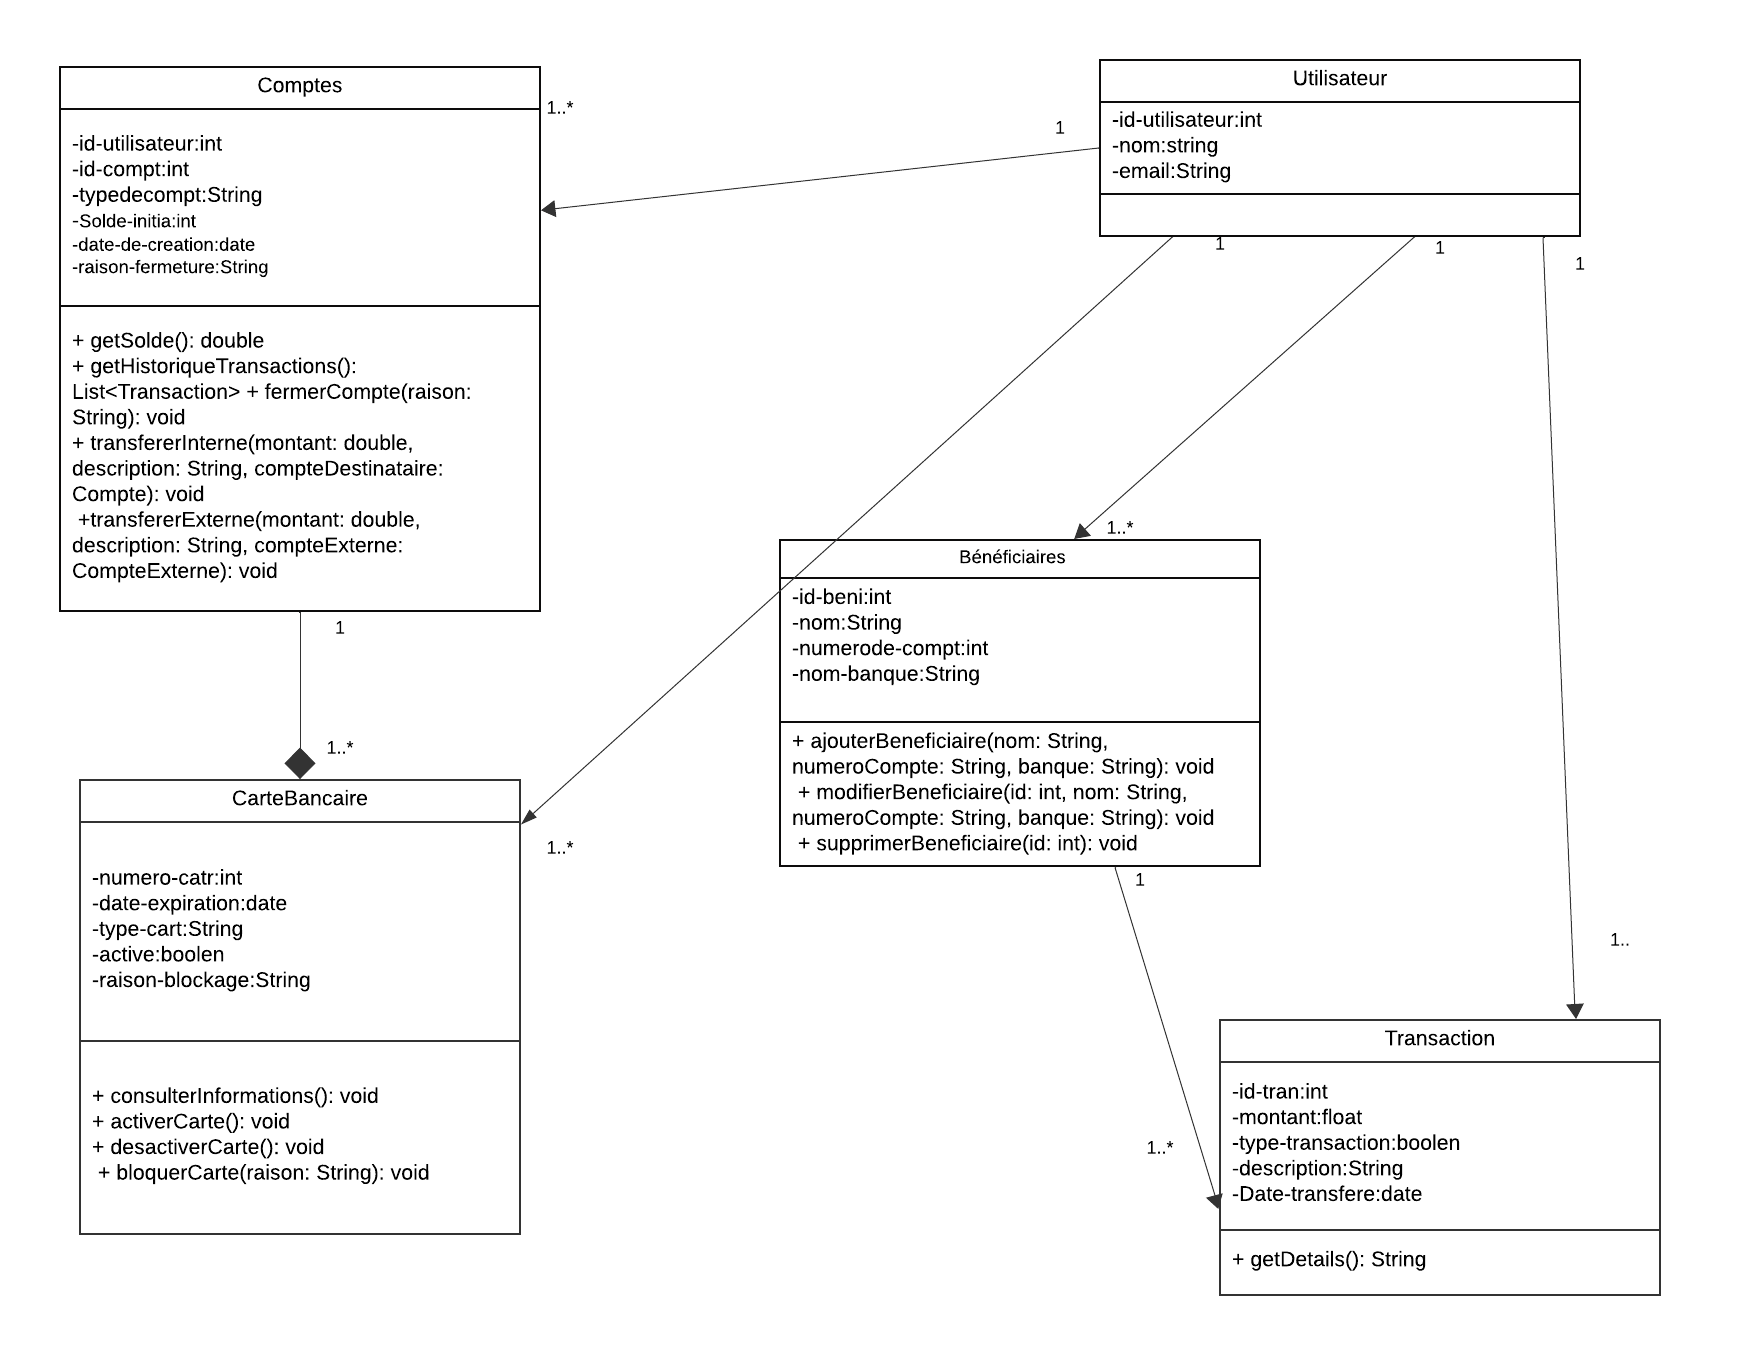 Comptes
-id-utilisateur:int
-id-compt:int
-typedecompt:String
-Solde-initia:int
-date-de-creation:date
-raison-fermeture:String
+ getSolde(): double
+ getHistoriqueTransactions():
List<Transaction> + fermerCompte(raison:
String): void
+ transfererInterne(montant: double,
description: String, compteDestinataire:
Compte): void
+transfererExterne(montant: double,
description: String, compteExterne:
CompteExterne): void
1..*
1
Utilisateur
-id-utilisateur:int
-nom:string
-email:String
1
1
1
1
1..*
CarteBancaire
-numero-catr:int
-date-expiration:date
-type-cart:String
-active:boolen
-raison-blockage:String
+ consulterInformations(): void
+ activerCarte(): void
+ desactiverCarte(): void
+ bloquerCarte(raison: String): void
1..*
1..*
Bénéficiaires
-id-beni:int
-nom:String
-numerode-compt:int
-nom-banque:String
+ ajouterBeneficiaire(nom: String,
numeroCompte: String, banque: String): void
+ modifierBeneficiaire(id: int, nom: String,
numeroCompte: String, banque: String): void
+ supprimerBeneficiaire(id: int): void
1
1..*
1..
Transaction
-id-tran:int
-montant:float
-type-transaction:boolen
-description:String
-Date-transfere:date
+ getDetails(): String